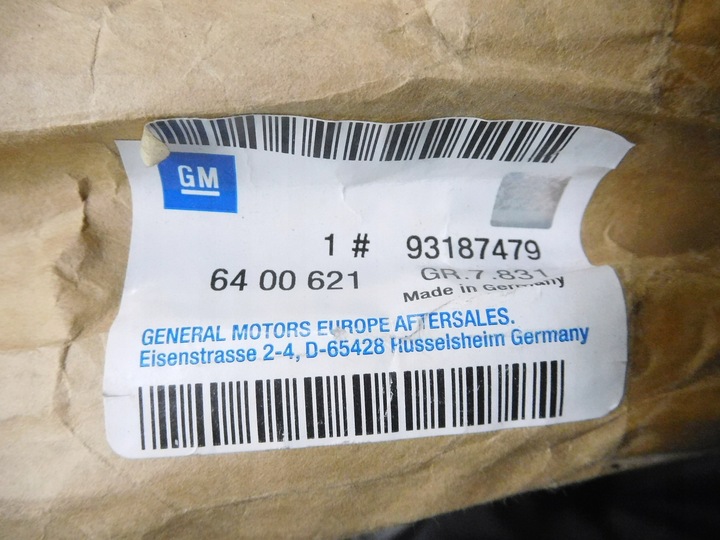 GM
1 # 93187479
64 00 621 GR.7.831
Made in Germany
GENERAL MOTORS EUROPE AFTERSALES.
Eisenstrasse 2-4, D-65428 Russelsheim Germany